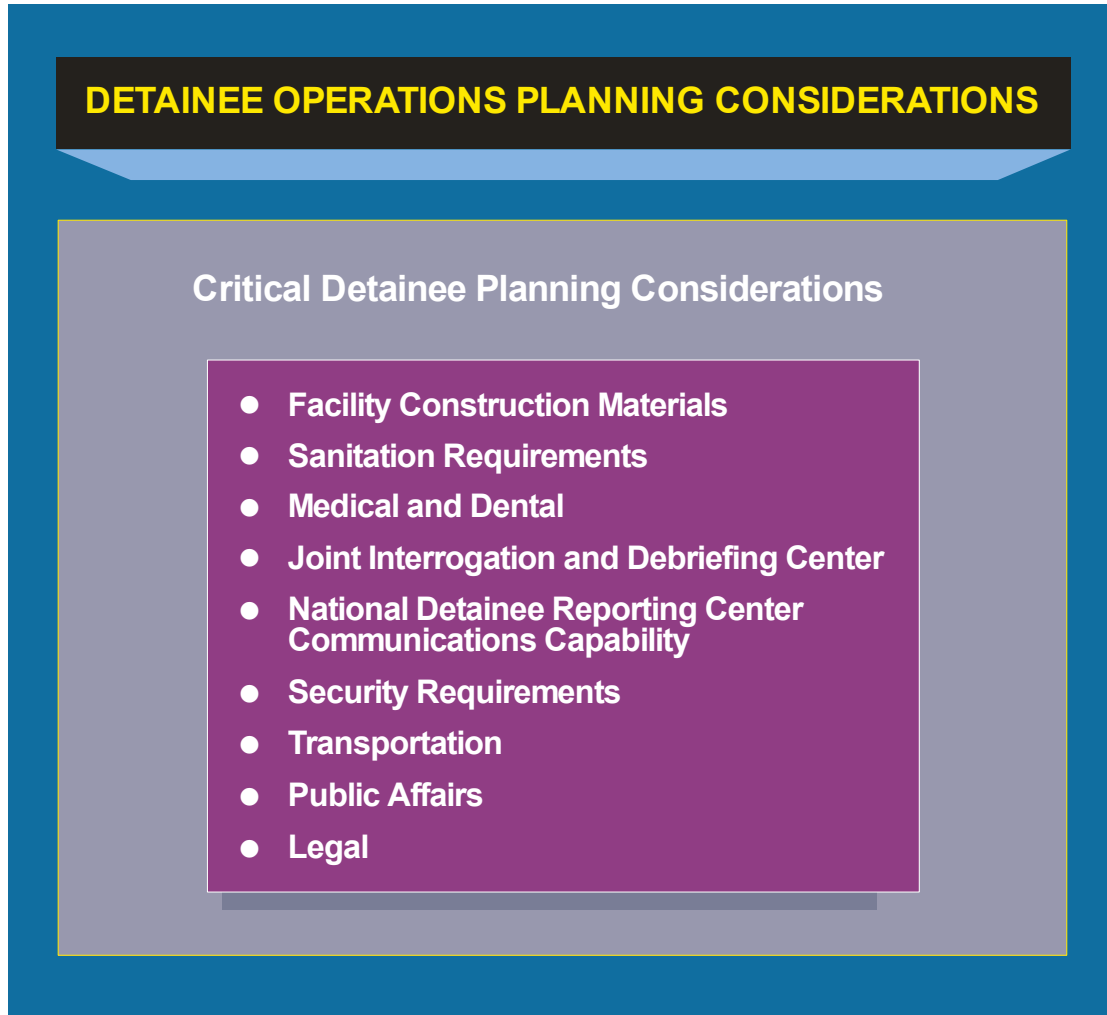 DETAINEE OPERATIONS PLANNING CONSIDERATIONS
Critical Detainee Planning Considerations
● Facility Construction Materials
● Sanitation Requirements
● Medical and Dental
● Joint Interrogation and Debriefing Center
● National Detainee Reporting Center
Communications Capability
● Security Requirements
● Transportation
● Public Affairs
● Legal